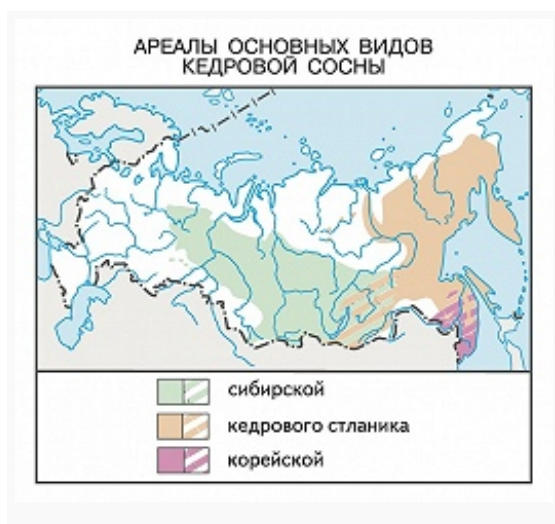 АРЕАЛЫ ОСНОВНЫХ ВИДОВ
КЕДРОВОЙ СОСНЫ
сибирской
кедрового стланика
корейской